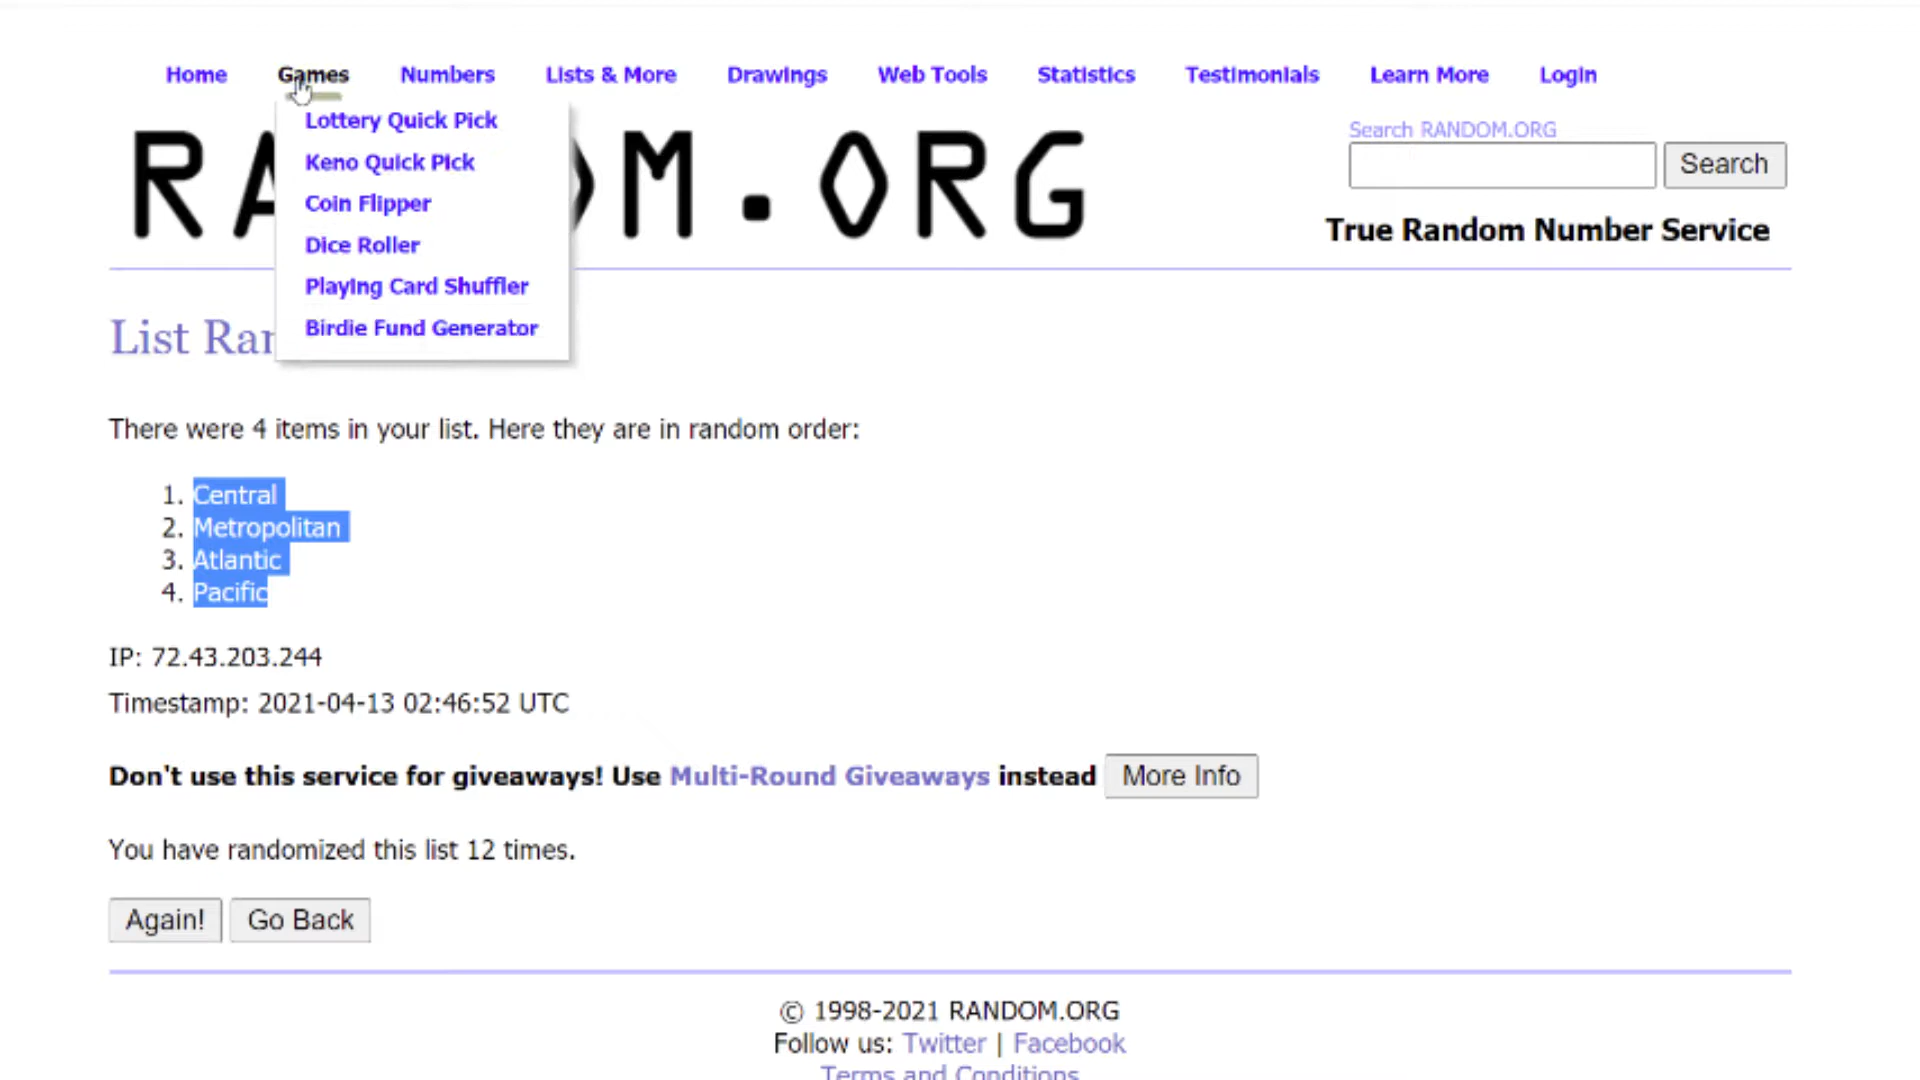 Home Games Numbers Lists & More Drawings Web Tools Statistics Testimonials Learn More Login
Lottery Quick Pick
Keno Quick Pick
Coin Flipper
Dice Roller
Playing Card Shuffler
Birdie Fund Generator
RA M.ORG
Search RANDOM.ORG
Search
True Random Number Service
List Ran
There were 4 items in your list. Here they are in random order:
1. Central
2. Metropolitan
3. Atlantic
4. Pacific
IP: 72.43.203.244
Timestamp: 2021-04-13 02:46:52 UTC
Don't use this service for giveaways! Use Multi-Round Giveaways instead More Info
You have randomized this list 12 times.
Again! Go Back
© 1998-2021 RANDOM.ORG
Follow us: Twitter | Facebook
Terms and Conditions